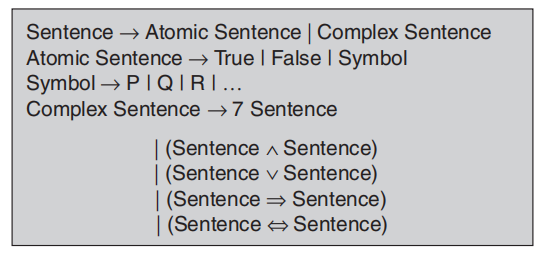 Sentence → Atomic Sentence | Complex Sentence
Atomic Sentence → True | False | Symbol
Symbol → P | Q | R | ...
Complex Sentence → 7 Sentence
| (Sentence ∧ Sentence)
| (Sentence ∨ Sentence)
| (Sentence ⇒ Sentence)
| (Sentence ⇔ Sentence)